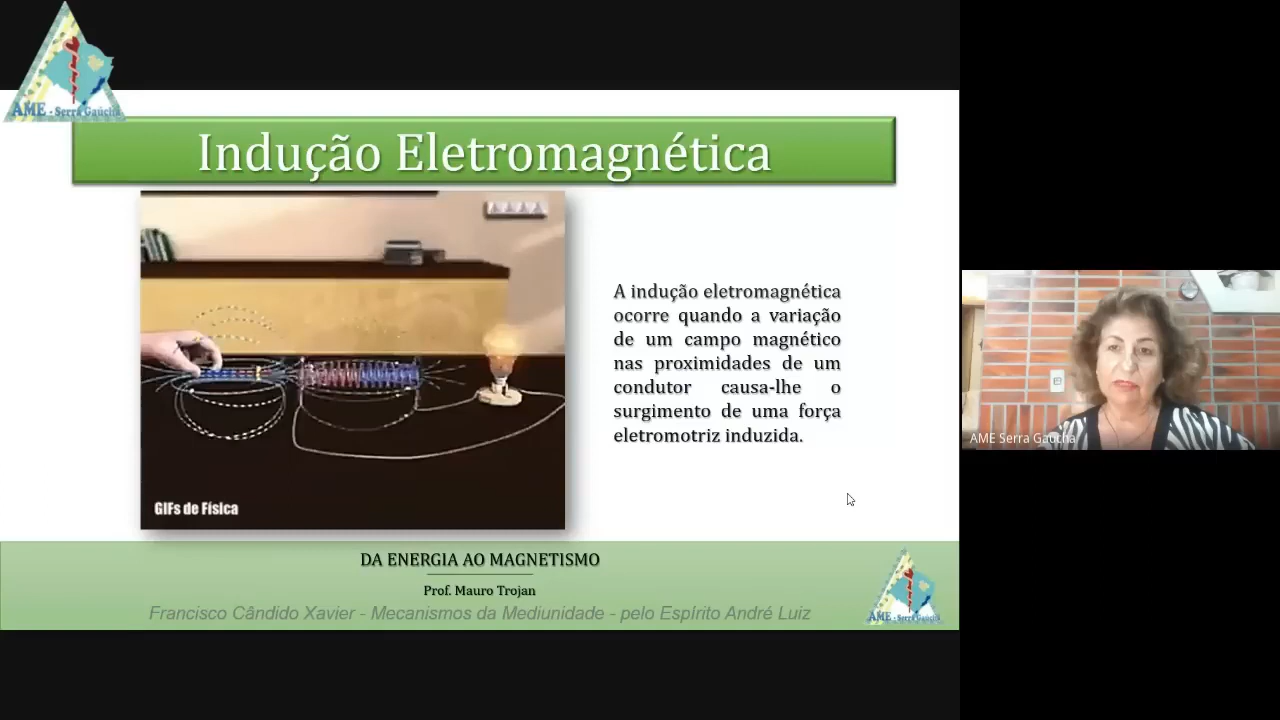 AME - Serra Gaúcha
Indução Eletromagnética
A indução eletromagnética
ocorre quando a variação
de um campo magnético
nas proximidades de um
condutor causa-lhe o
surgimento de uma força
eletromotriz induzida.
GIFs de Física
AME Serra Gaúcha
DA ENERGIA AO MAGNETISMO
Prof. Mauro Trojan
Francisco Cândido Xavier - Mecanismos da Mediunidade - pelo Espírito André Luiz
AME - Serra Gaúcha